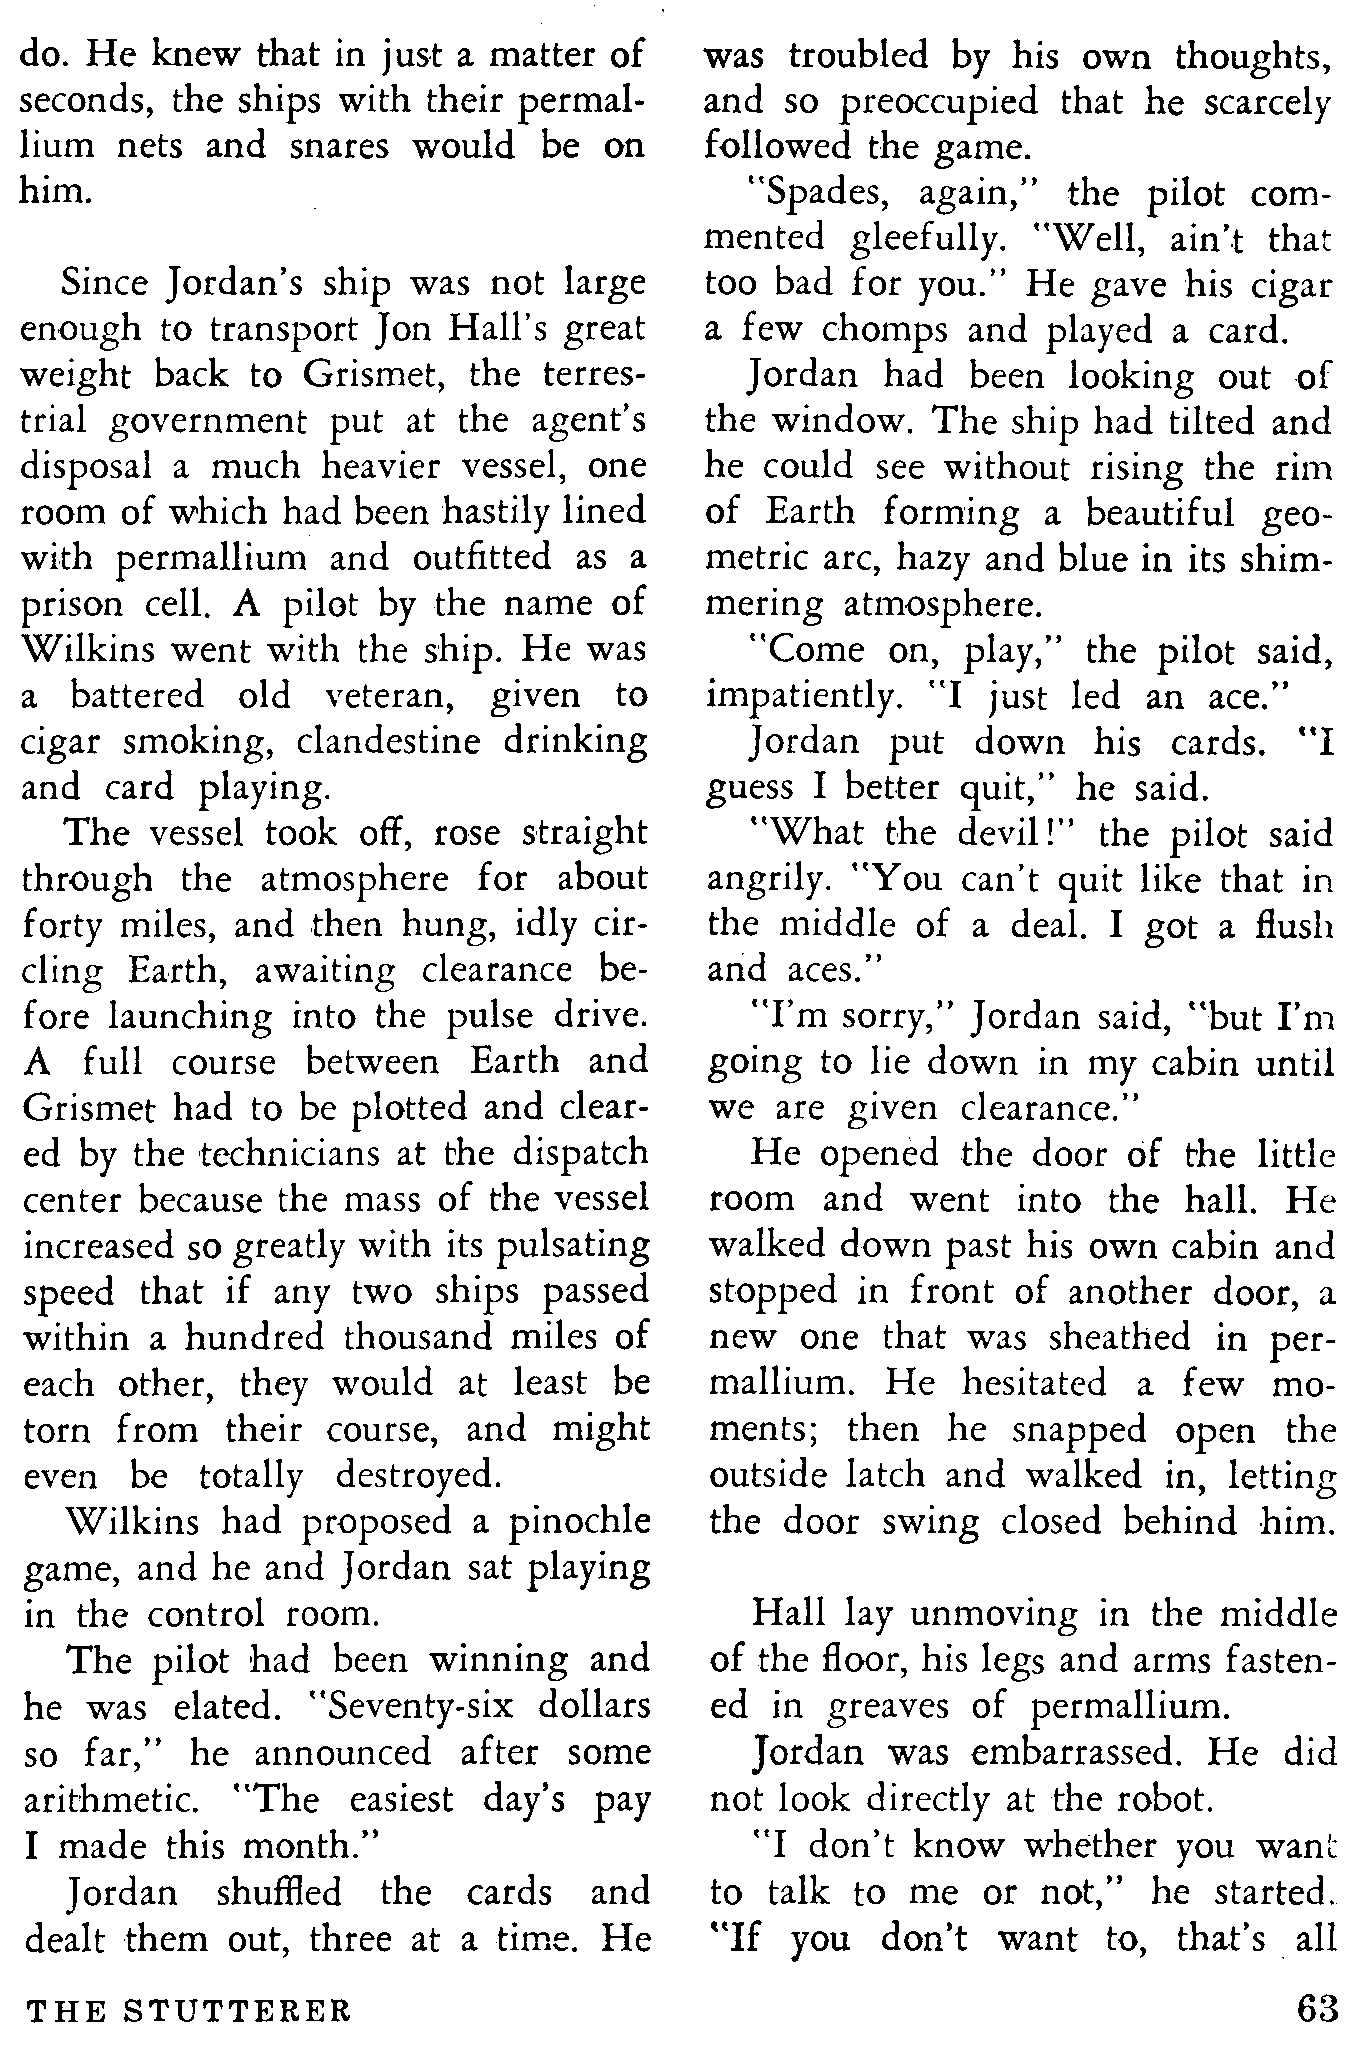 do. He knew that in just a matter of
seconds, the ships with their permal-
lium nets and snares would be on
him.
Since Jordan's ship was not large
enough to transport Jon Hall's great
weight back to Grismet, the terres-
trial government put at the agent's
disposal a much heavier vessel, one
room of which had been hastily lined
with permallium and outfitted as a
prison cell. A pilot by the name of
Wilkins went with the ship. He was
a battered old veteran, given to
cigar smoking, clandestine drinking
and card playing.
The vessel took off, rose straight
through the atmosphere for about
forty miles, and then hung, idly cir-
cling Earth, awaiting clearance be-
fore launching into the pulse drive.
A full course between Earth and
Grismet had to be plotted and clear-
ed by the technicians at the dispatch
center because the mass of the vessel
increased so greatly with its pulsating
speed that if any two ships passed
within a hundred thousand miles of
each other, they would at least be
torn from their course, and might
even be totally destroyed.
Wilkins had proposed a pinochle
game, and he and Jordan sat playing
in the control room.
The pilot had been winning and
he was elated. "Seventy-six dollars
so far," he announced after some
arithmetic. "The easiest day's pay
I made this month."
Jordan shuffled the cards and
dealt them out, three at a time. He
was troubled by his own thoughts,
and so preoccupied that he scarcely
followed the game.
"Spades, again," the pilot com-
mented gleefully. "Well, ain't that
too bad for you." He gave his cigar
a few chomps and played a card.
Jordan had been looking out of
the window. The ship had tilted and
he could see without rising the rim
of Earth forming a beautiful geo-
metric arc, hazy and blue in its shim-
mering atmosphere.
"Come on, play," the pilot said,
impatiently. "I just led an ace."
Jordan put down his cards. "I
guess I better quit," he said.
"What the devil!" the pilot said
angrily. "You can't quit like that in
the middle of a deal. I got a flush
and aces."
"I'm sorry," Jordan said, "but I'm
going to lie down in my cabin until
we are given clearance."
He opened the door of the little
room and went into the hall. He
walked down past his own cabin and
stopped in front of another door, a
new one that was sheathed in per-
mallium. He hesitated a few mo-
ments; then he snapped open the
outside latch and walked in, letting
the door swing closed behind him.
Hall lay unmoving in the middle
of the floor, his legs and arms fasten-
ed in greaves of permallium.
Jordan was embarrassed. He did
not look directly at the robot.
"I don't know whether you want
to talk to me or not," he started.
"If you don't want to, that's all
THE STUTTERER 63